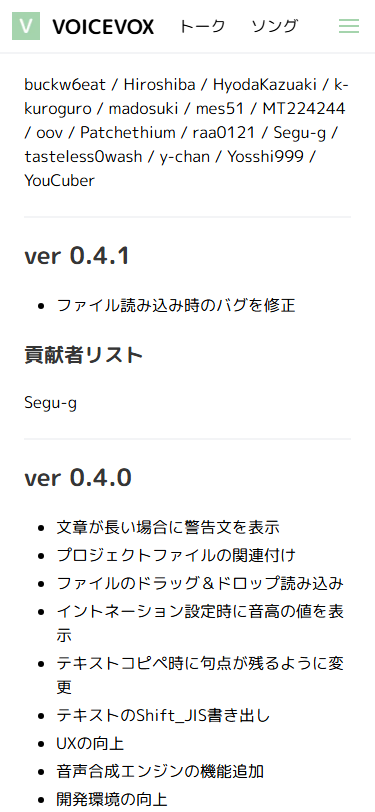 V VOICEVOX トーク ソング
buckw6eat / Hiroshiba / HyodaKazuaki / k-
kuroguro / madosuki / mes51 / MT224244
/ oov / Patchethium / raa0121 / Segu-g /
tasteless0wash / y-chan / Yosshi999 /
YouCuber
ver 0.4.1
• ファイル読み込み時のバグを修正
貢献者リスト
Segu-g
ver 0.4.0
• 文章が長い場合に警告文を表示
• プロジェクトファイルの関連付け
• ファイルのドラッグ＆ドロップ読み込み
• イントネーション設定時に音高の値を表
示
• テキストコピペ時に句点が残るように変
更
• テキストのShift_JIS書き出し
• UXの向上
• 音声合成エンジンの機能追加
• 開発環境の向上